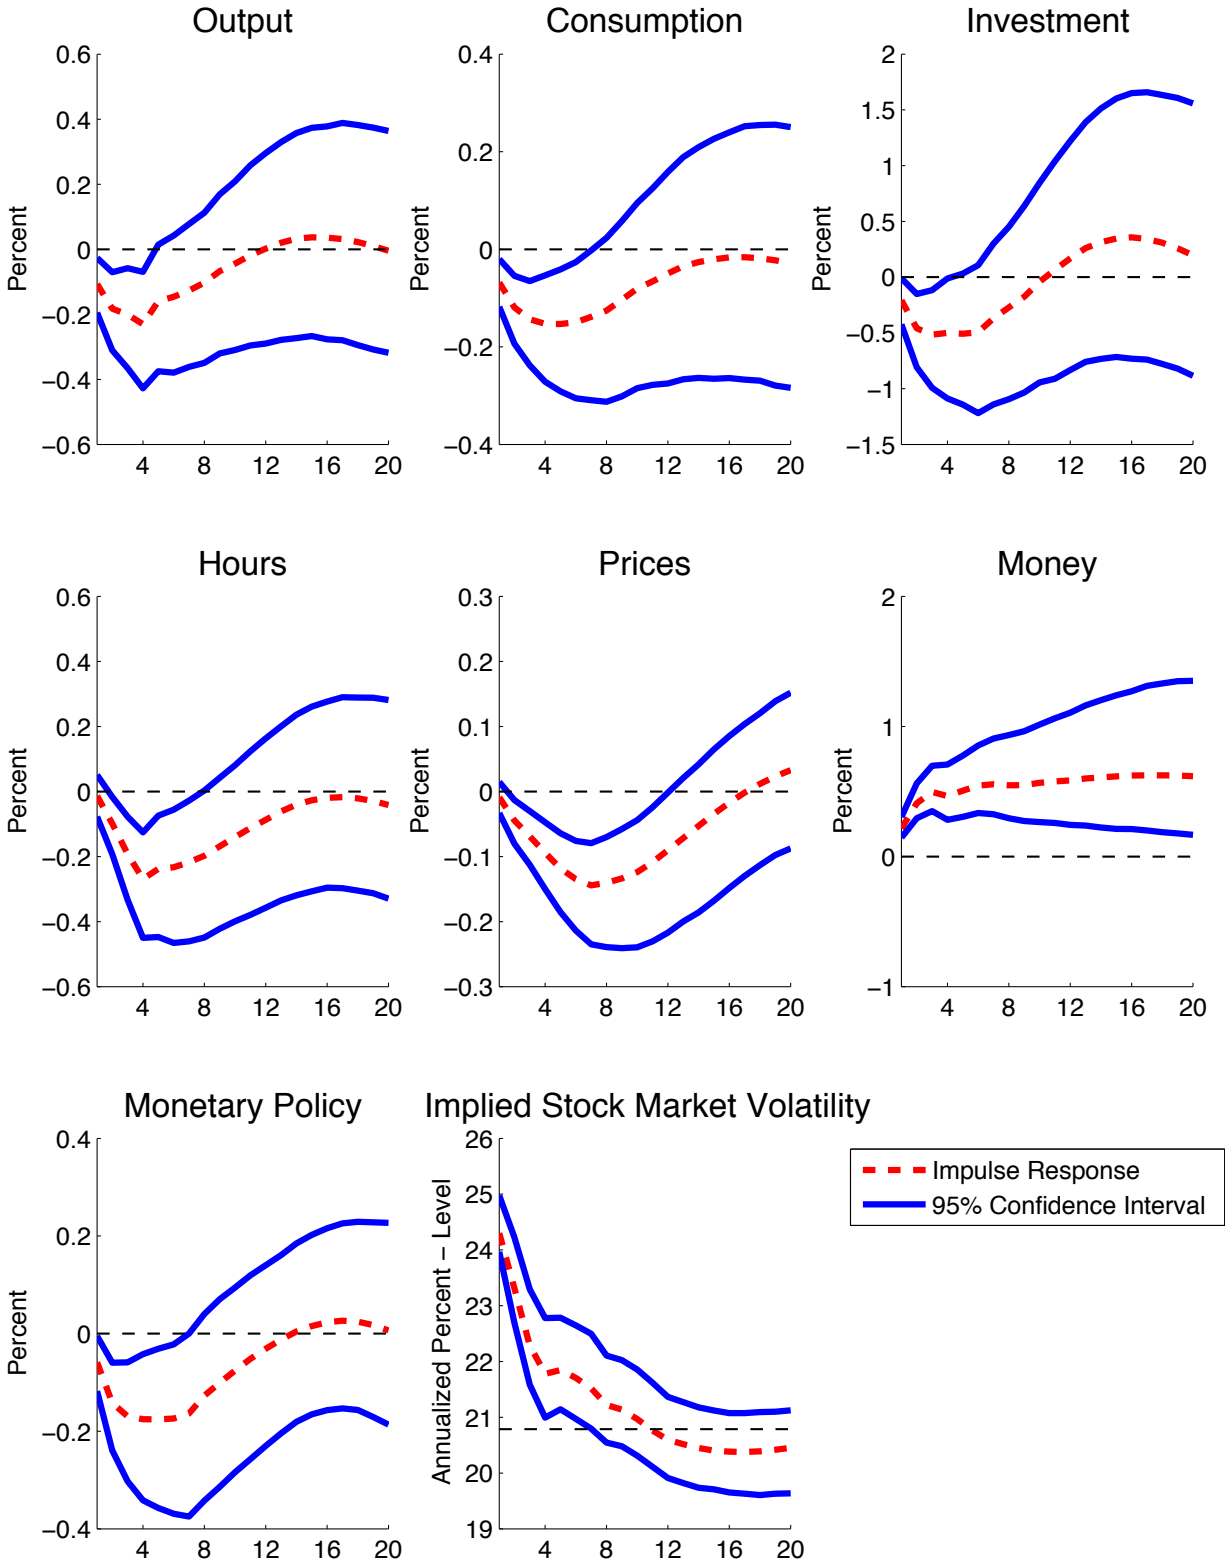 Output
Consumption
Investment
0.6
0.4
0.2
0
−0.2
−0.4
−0.6
Percent
4 8 12 16 20
0.4
0.2
0
−0.2
−0.4
Percent
4 8 12 16 20
2
1.5
1
0.5
0
−0.5
−1
−1.5
Percent
4 8 12 16 20
Hours
Prices
Money
0.6
0.4
0.2
0
−0.2
−0.4
−0.6
Percent
4 8 12 16 20
0.3
0.2
0.1
0
−0.1
−0.2
−0.3
Percent
4 8 12 16 20
2
1
0
−1
Percent
4 8 12 16 20
Monetary Policy
Implied Stock Market Volatility
0.4
0.2
0
−0.2
−0.4
Percent
4 8 12 16 20
26
25
24
23
22
21
20
19
Annualized Percent − Level
4 8 12 16 20
Impulse Response
95% Confidence Interval